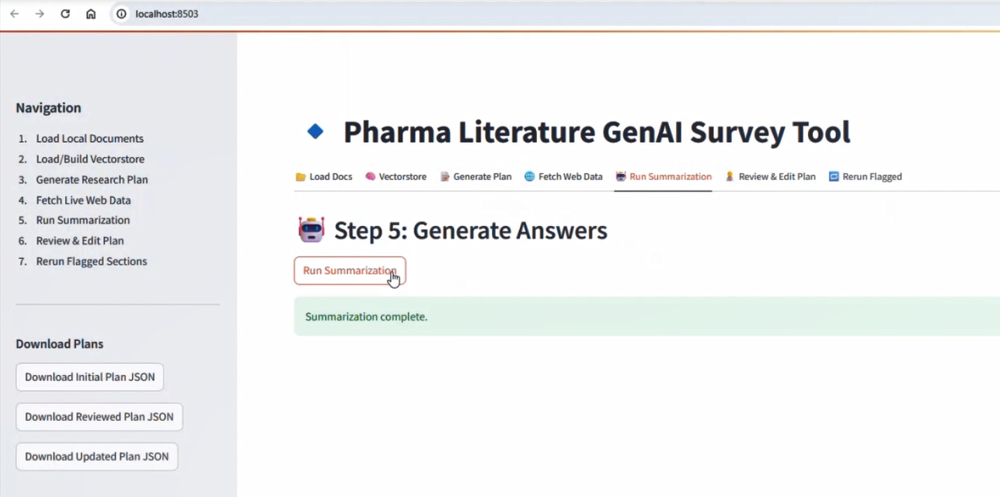 localhost:8503
Navigation
1. Load Local Documents
2. Load/Build Vectorstore
3. Generate Research Plan
4. Fetch Live Web Data
5. Run Summarization
6. Review & Edit Plan
7. Rerun Flagged Sections
Download Plans
Download Initial Plan JSON
Download Reviewed Plan JSON
Download Updated Plan JSON
Pharma Literature GenAI Survey Tool
Load Docs Vectorstore Generate Plan Fetch Web Data Run Summarization Review & Edit Plan Rerun Flagged
Step 5: Generate Answers
Run Summarization
Summarization complete.